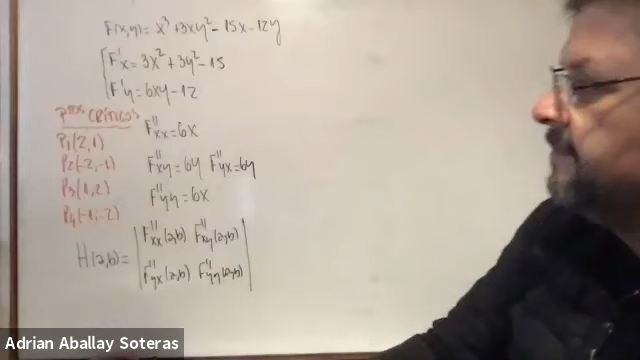 F(x,y) = x³ + 3xy² - 15x - 12y
F'x = 3x² + 3y² - 15
F'y = 6xy - 12
PTOS CRÍTICOS
F''xx = 6x
P1(2,1)
F''xy = 6y F''yx = 6y
P2(-2,-1)
P3(1,2)
F''yy = 6x
P4(-1,-2)
H(a,b) = | F''xx(a,b) F''xy(a,b) |
| F''yx(a,b) F''yy(a,b) |
Adrian Aballay Soteras